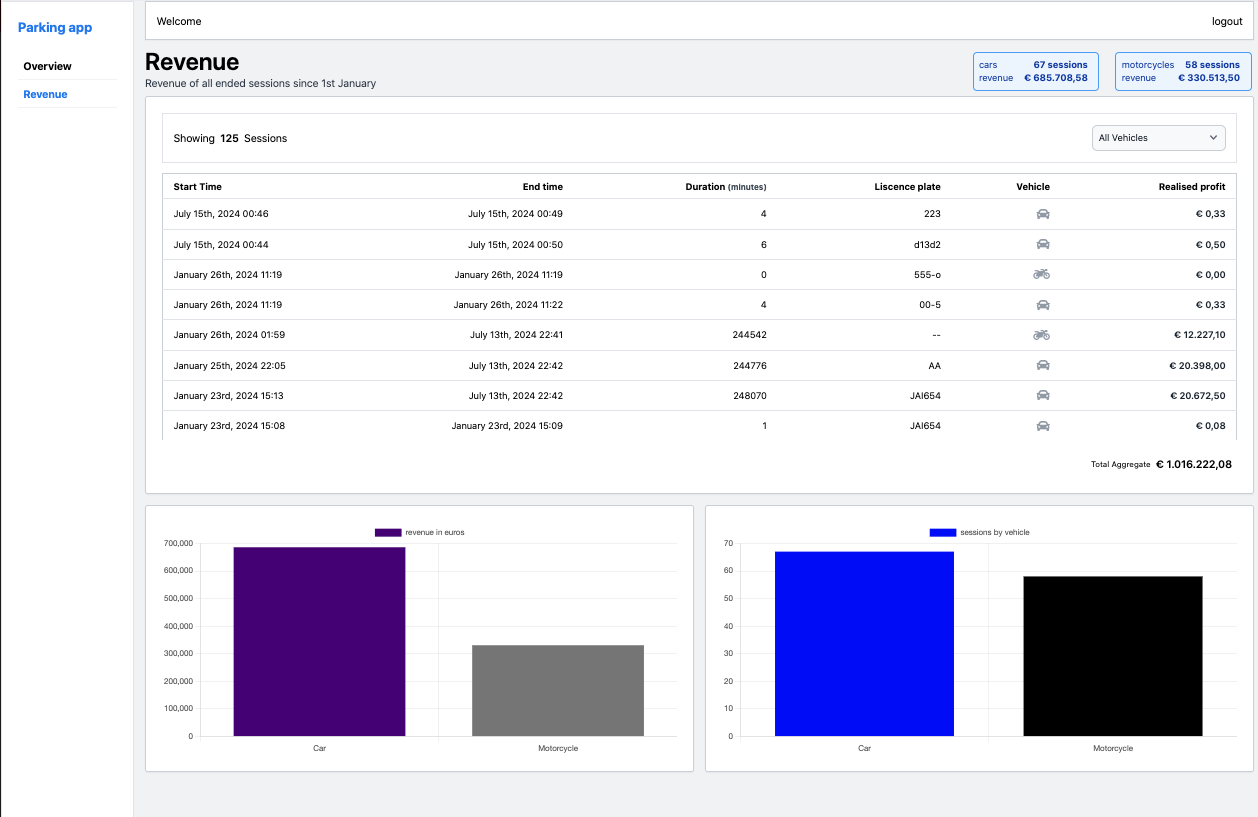 Parking app
Overview
Revenue
Welcome logout
Revenue
Revenue of all ended sessions since 1st January
cars 67 sessions
revenue € 685.708,58
motorcycles 58 sessions
revenue € 330.513,50
Showing 125 Sessions
All Vehicles
Start Time End time Duration (minutes) Liscence plate Vehicle Realised profit
July 15th, 2024 00:46 July 15th, 2024 00:49 4 223 € 0,33
July 15th, 2024 00:44 July 15th, 2024 00:50 6 d13d2 € 0,50
January 26th, 2024 11:19 January 26th, 2024 11:19 0 555-o € 0,00
January 26th, 2024 11:19 January 26th, 2024 11:22 4 00-5 € 0,33
January 26th, 2024 01:59 July 13th, 2024 22:41 244542 -- € 12.227,10
January 25th, 2024 22:05 July 13th, 2024 22:42 244776 AA € 20.398,00
January 23rd, 2024 15:13 July 13th, 2024 22:42 248070 JAI654 € 20.672,50
January 23rd, 2024 15:08 January 23rd, 2024 15:09 1 JAI654 € 0,08
Total Aggregate € 1.016.222,08
revenue in euros
700,000
600,000
500,000
400,000
300,000
200,000
100,000
0
Car Motorcycle
sessions by vehicle
70
60
50
40
30
20
10
0
Car Motorcycle